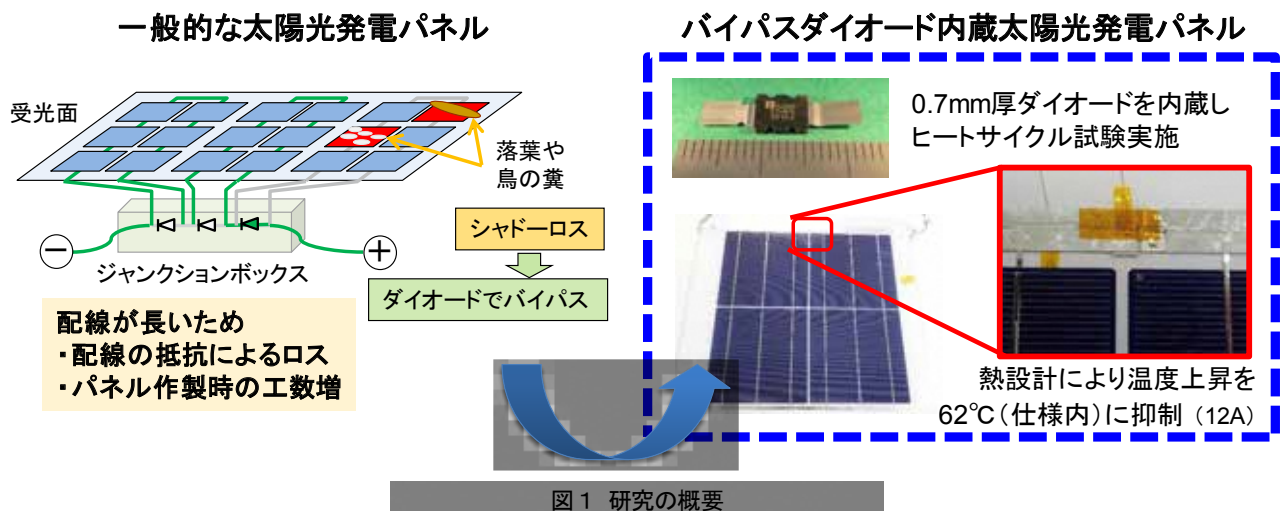 一般的な太陽光発電パネル
受光面
落葉や
鳥の糞
シャドーロス
ダイオードでバイパス
−
+
ジャンクションボックス
配線が長いため
・配線の抵抗によるロス
・パネル作製時の工数増
バイパスダイオード内蔵太陽光発電パネル
0.7mm厚ダイオードを内蔵し
ヒートサイクル試験実施
熱設計により温度上昇を
62℃（仕様内）に抑制（12A）
図１ 研究の概要